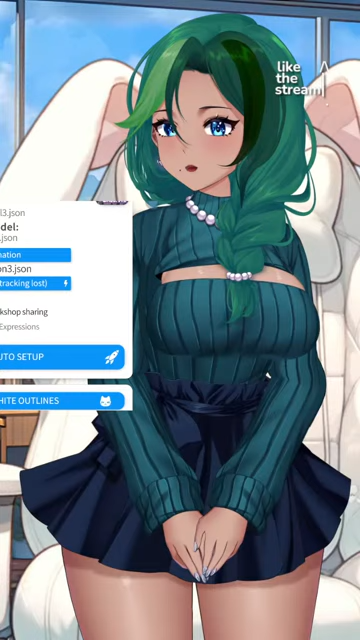 like
the
stream
l3.json
del:
.json
nation
on3.json
tracking lost)
kshop sharing
Expressions
UTO SETUP
HITE OUTLINES